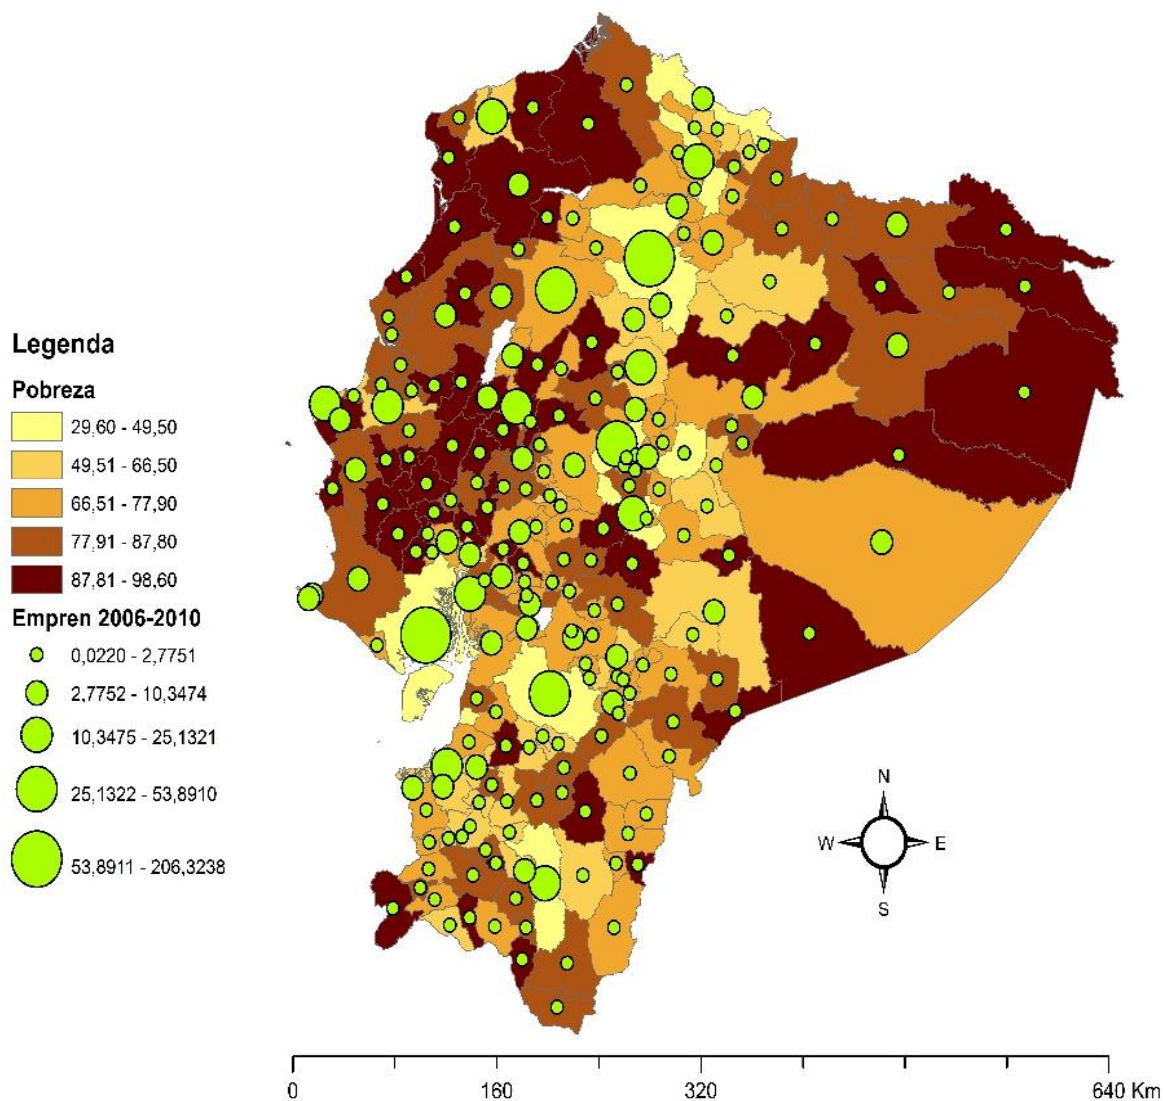 Legenda
Pobreza
29,60 - 49,50
49,51 - 66,50
66,51 - 77,90
77,91 - 87,80
87,81 - 98,60
Empren 2006-2010
0,0220 - 2,7751
2,7752 - 10,3474
10,3475 - 25,1321
25,1322 - 53,8910
53,8911 - 206,3238
N
W E
S
0 160 320 640 Km